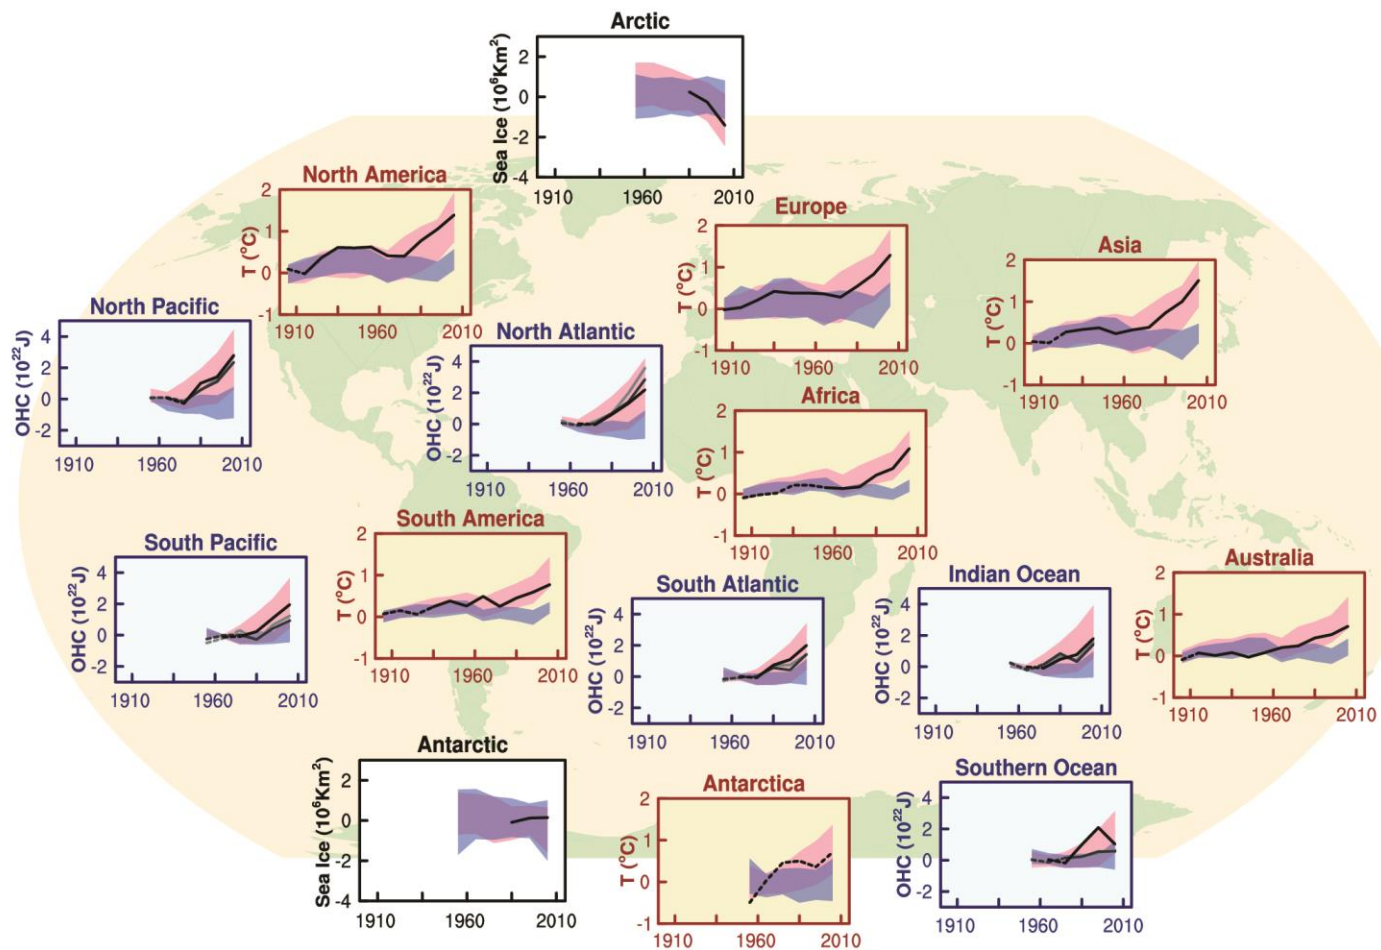 Arctic
Sea Ice (10⁶Km²)
2
0
-2
-4
1910 1960 2010
North America
T (°C)
2
1
0
-1
1910 1960 2010
Europe
T (°C)
2
1
0
-1
1910 1960 2010
Asia
T (°C)
2
1
0
-1
1910 1960 2010
North Pacific
OHC (10²²J)
4
2
0
-2
1910 1960 2010
North Atlantic
OHC (10²²J)
4
2
0
-2
1910 1960 2010
Africa
T (°C)
2
1
0
-1
1910 1960 2010
South Pacific
OHC (10²²J)
4
2
0
-2
1910 1960 2010
South America
T (°C)
2
1
0
-1
1910 1960 2010
South Atlantic
OHC (10²²J)
4
2
0
-2
1910 1960 2010
Indian Ocean
OHC (10²²J)
4
2
0
-2
1910 1960 2010
Australia
T (°C)
2
1
0
-1
1910 1960 2010
Antarctic
Sea Ice (10⁶Km²)
2
0
-2
-4
1910 1960 2010
Antarctica
T (°C)
2
1
0
-1
1910 1960 2010
Southern Ocean
OHC (10²²J)
4
2
0
-2
1910 1960 2010